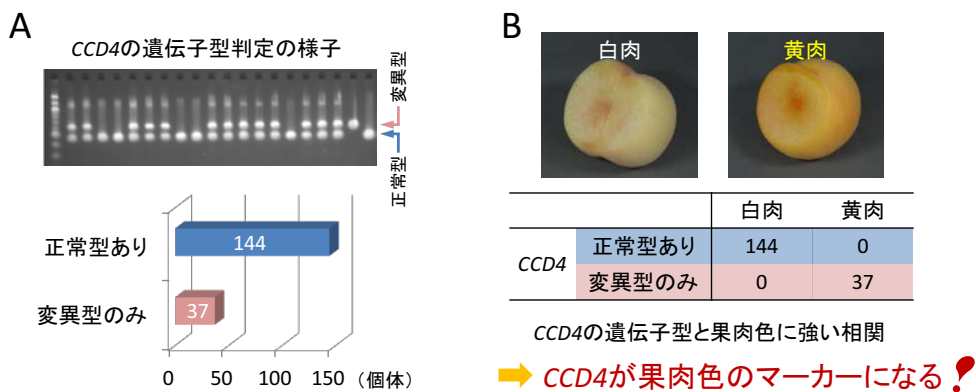 A
CCD4の遺伝子型判定の様子
変異型
正常型
正常型あり
144
変異型のみ
37
0 50 100 150 (個体)
B
白肉 黄肉
白肉 黄肉
CCD4
正常型あり 144 0
変異型のみ 0 37
CCD4の遺伝子型と果肉色に強い相関
CCD4が果肉色のマーカーになる!